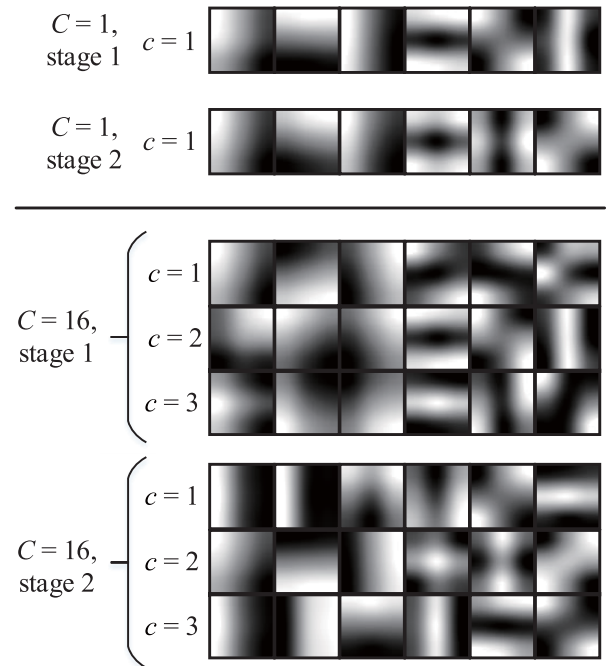 C = 1,
stage 1
c = 1
C = 1,
stage 2
c = 1
C = 16,
stage 1
c = 1
c = 2
c = 3
C = 16,
stage 2
c = 1
c = 2
c = 3